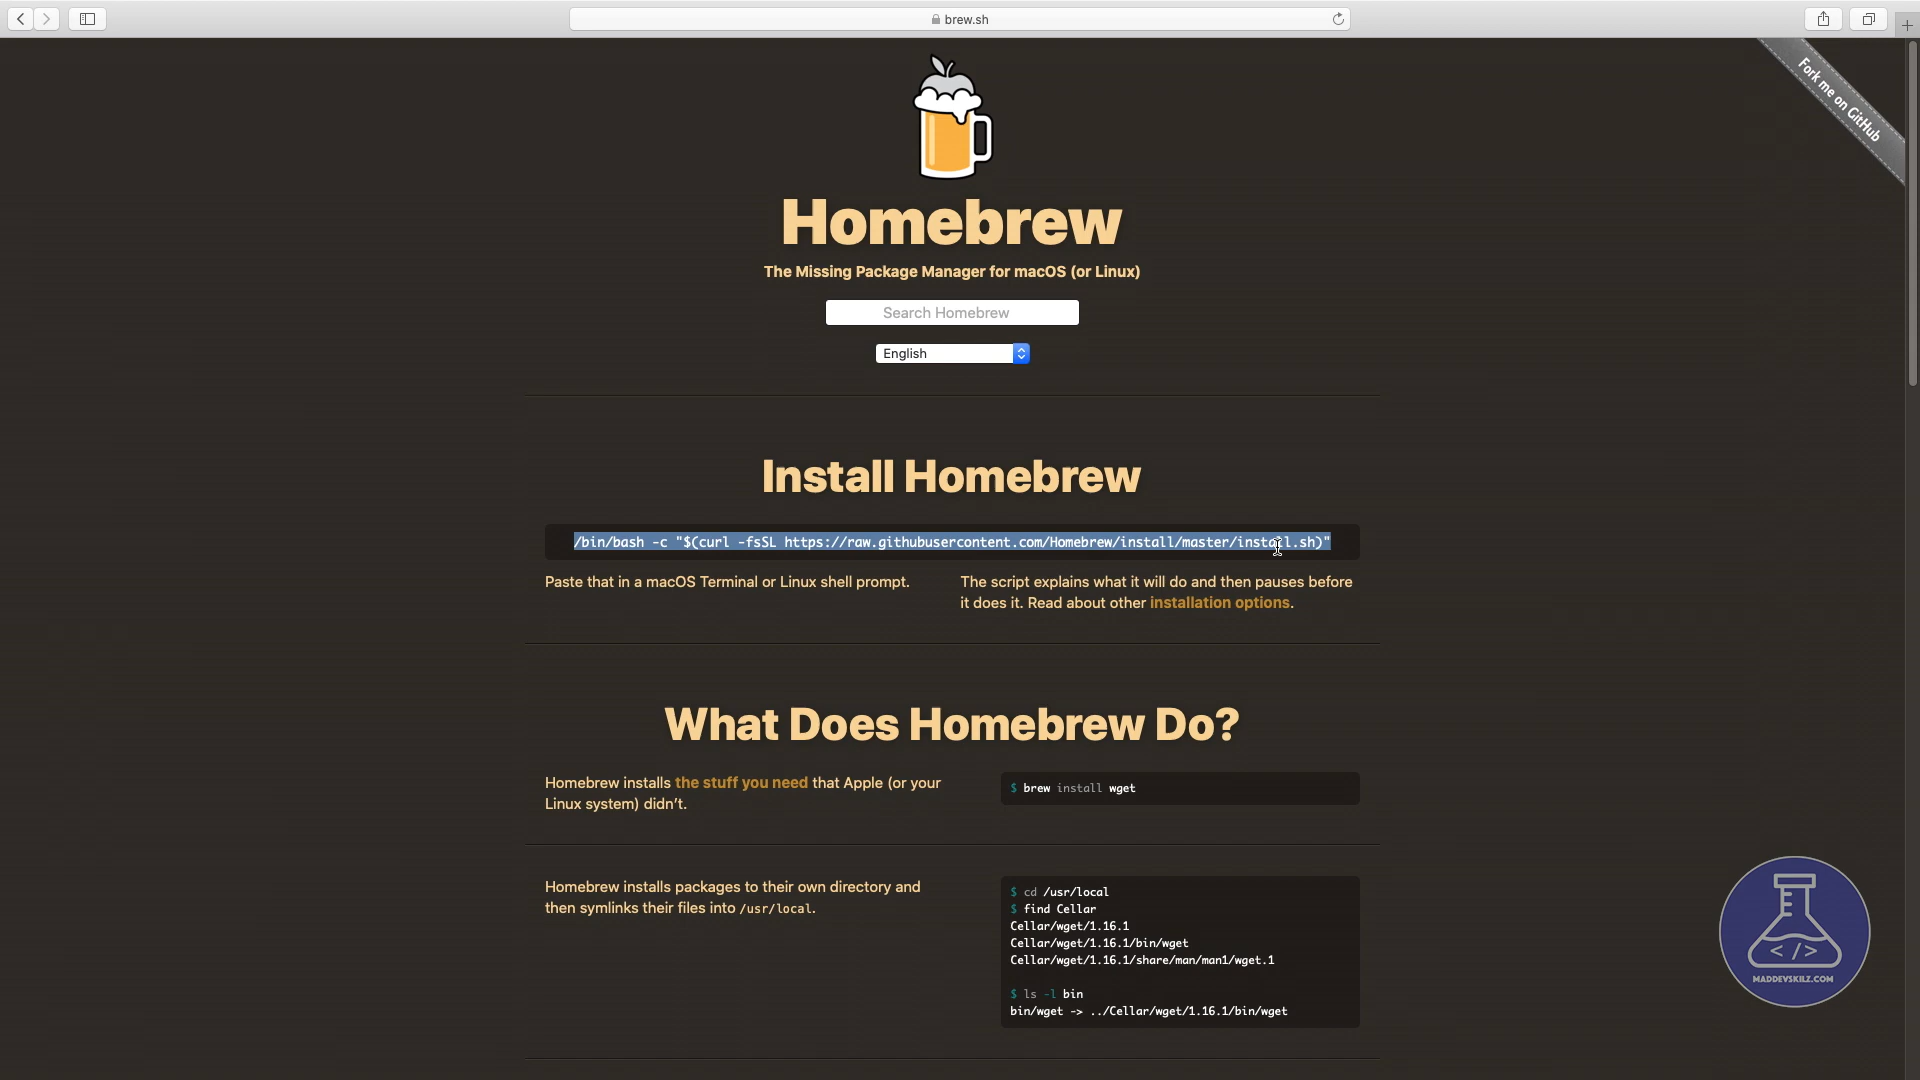 brew.sh
Fork me on GitHub
Homebrew
The Missing Package Manager for macOS (or Linux)
Search Homebrew
English
Install Homebrew
/bin/bash -c "$(curl -fsSL https://raw.githubusercontent.com/Homebrew/install/master/install.sh)"
Paste that in a macOS Terminal or Linux shell prompt.
The script explains what it will do and then pauses before
it does it. Read about other installation options.
What Does Homebrew Do?
Homebrew installs the stuff you need that Apple (or your
Linux system) didn't.
$ brew install wget
Homebrew installs packages to their own directory and
then symlinks their files into /usr/local.
$ cd /usr/local
$ find Cellar
Cellar/wget/1.16.1
Cellar/wget/1.16.1/bin/wget
Cellar/wget/1.16.1/share/man/man1/wget.1
$ ls -l bin
bin/wget -> ../Cellar/wget/1.16.1/bin/wget
</>
MADDEVSKILZ.COM